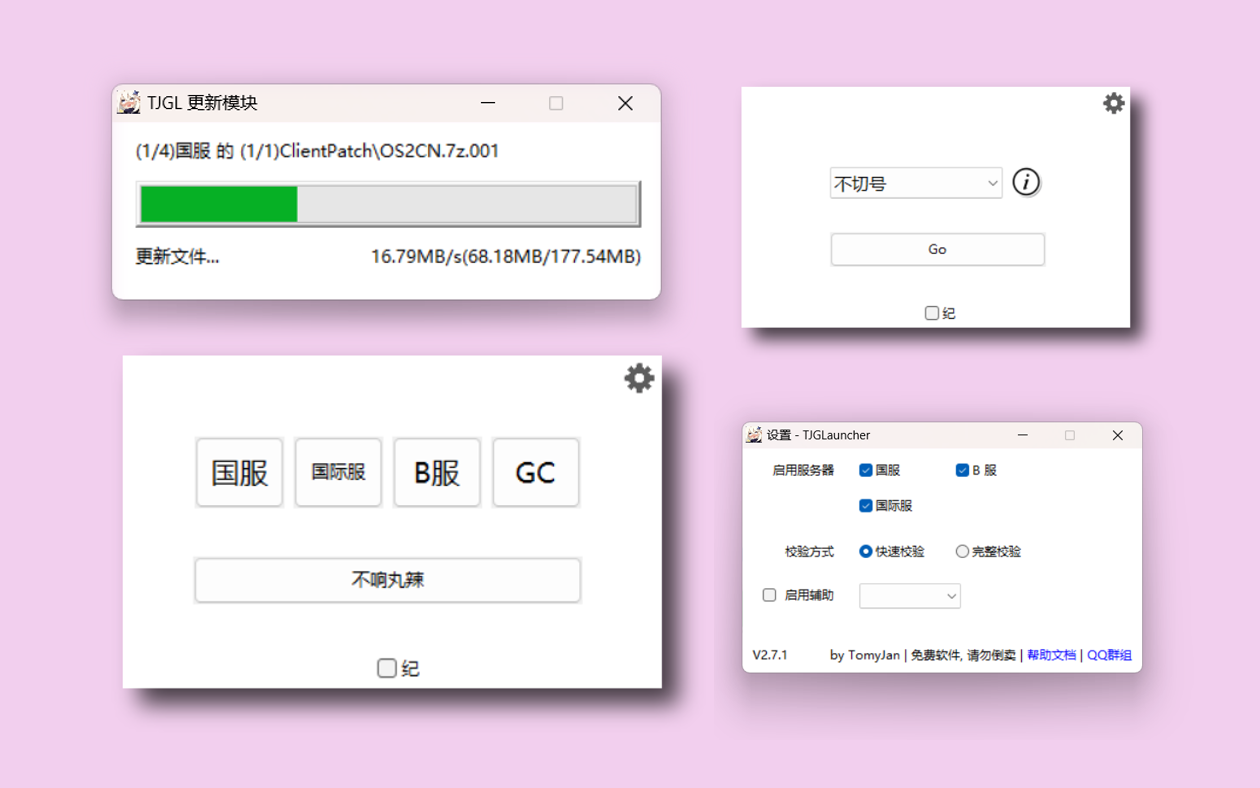 TJGL 更新模块
(1/4)国服 的 (1/1)ClientPatch\OS2CN.7z.001
更新文件... 16.79MB/s(68.18MB/177.54MB)
不切号
Go
纪
国服 国际服 B服 GC
不响丸辣
纪
设置 - TJGLauncher
启用服务器 国服 B 服
国际服
校验方式 快速校验 完整校验
启用辅助
V2.7.1 by TomyJan | 免费软件, 请勿倒卖 | 帮助文档 | QQ群组